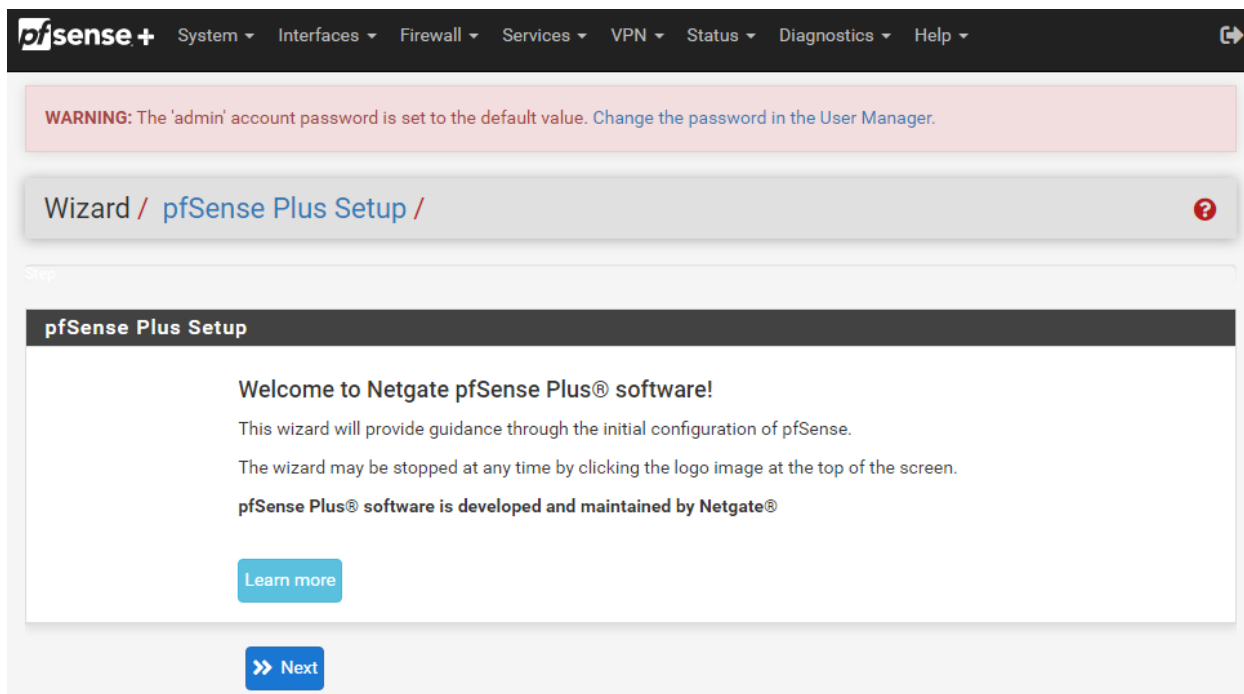 pfsense+ System Interfaces Firewall Services VPN Status Diagnostics Help
WARNING: The 'admin' account password is set to the default value. Change the password in the User Manager.
Wizard / pfSense Plus Setup /
Step
pfSense Plus Setup
Welcome to Netgate pfSense Plus® software!
This wizard will provide guidance through the initial configuration of pfSense.
The wizard may be stopped at any time by clicking the logo image at the top of the screen.
pfSense Plus® software is developed and maintained by Netgate®
Learn more
Next